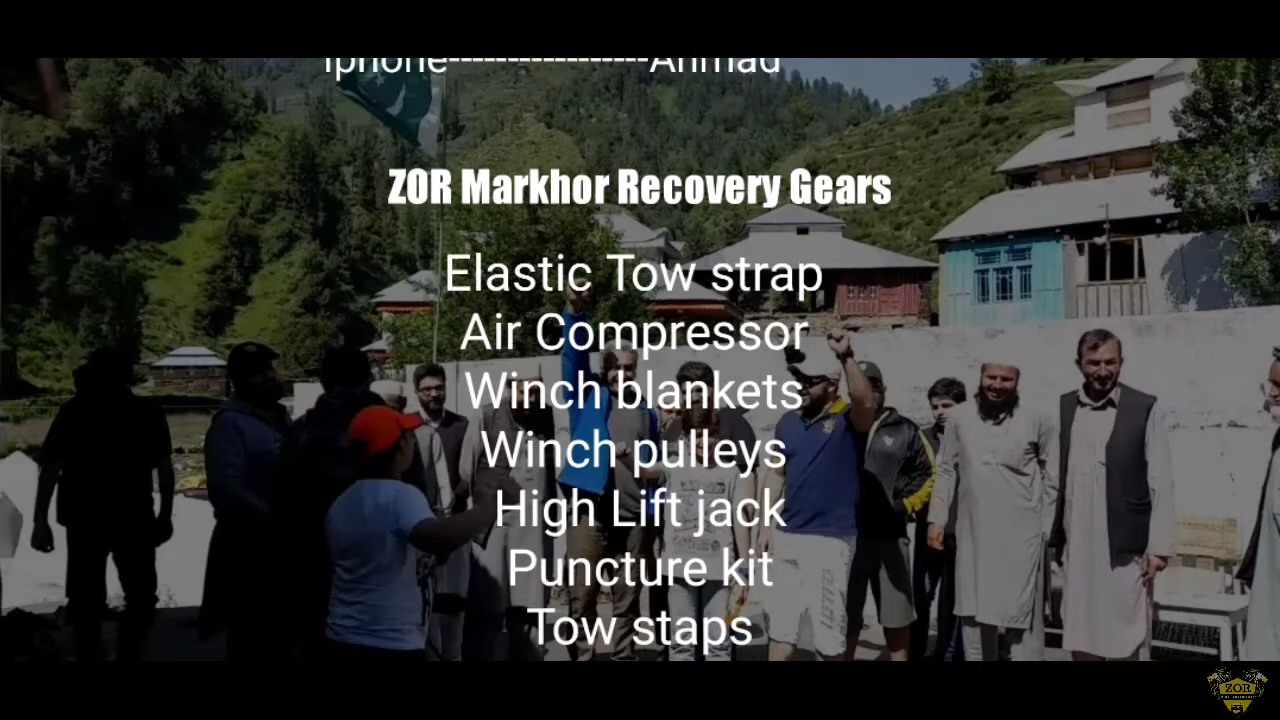 Iphone-----------------Ahmad
ZOR Markhor Recovery Gears
Elastic Tow strap
Air Compressor
Winch blankets
Winch pulleys
High Lift jack
Puncture kit
Tow staps
ZOR